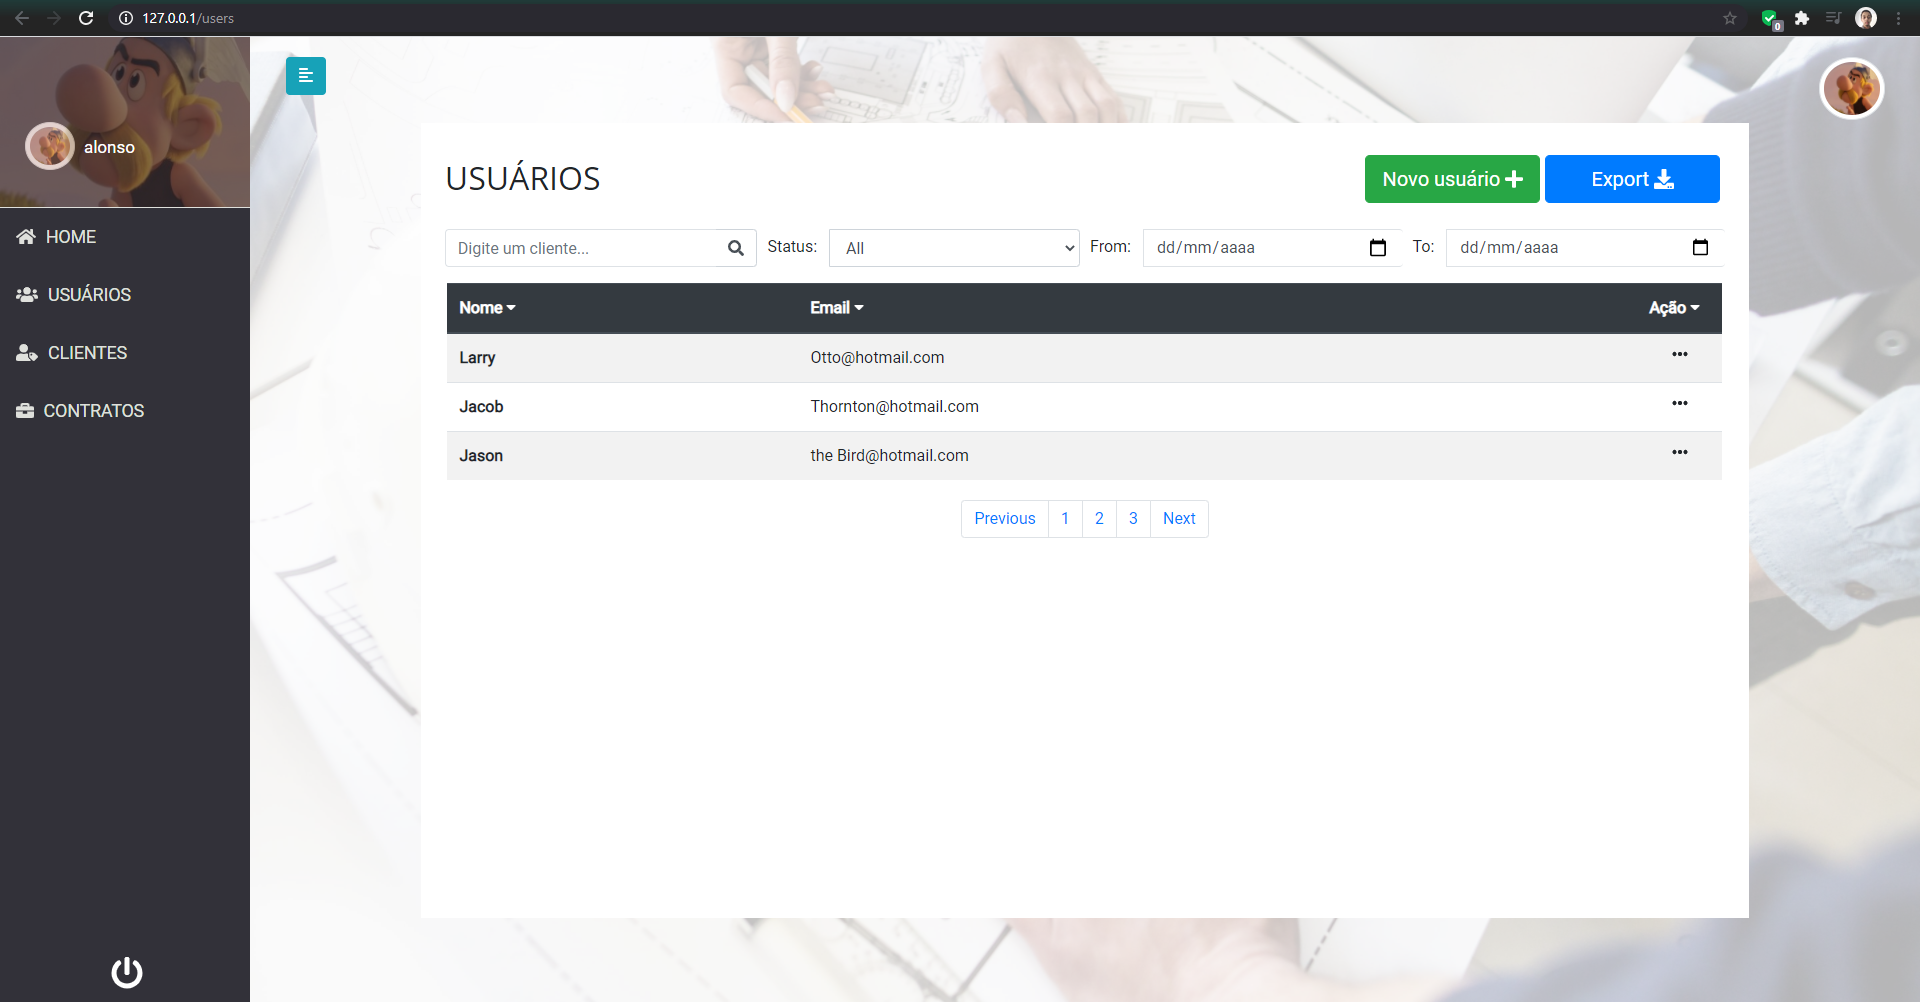 127.0.0.1/users
0
alonso
HOME
USUÁRIOS
CLIENTES
CONTRATOS
USUÁRIOS
Novo usuário
Export
Digite um cliente...
Status:
All
From:
dd/mm/aaaa
To:
dd/mm/aaaa
Nome
Email
Ação
Larry
Otto@hotmail.com
Jacob
Thornton@hotmail.com
Jason
the Bird@hotmail.com
Previous
1
2
3
Next